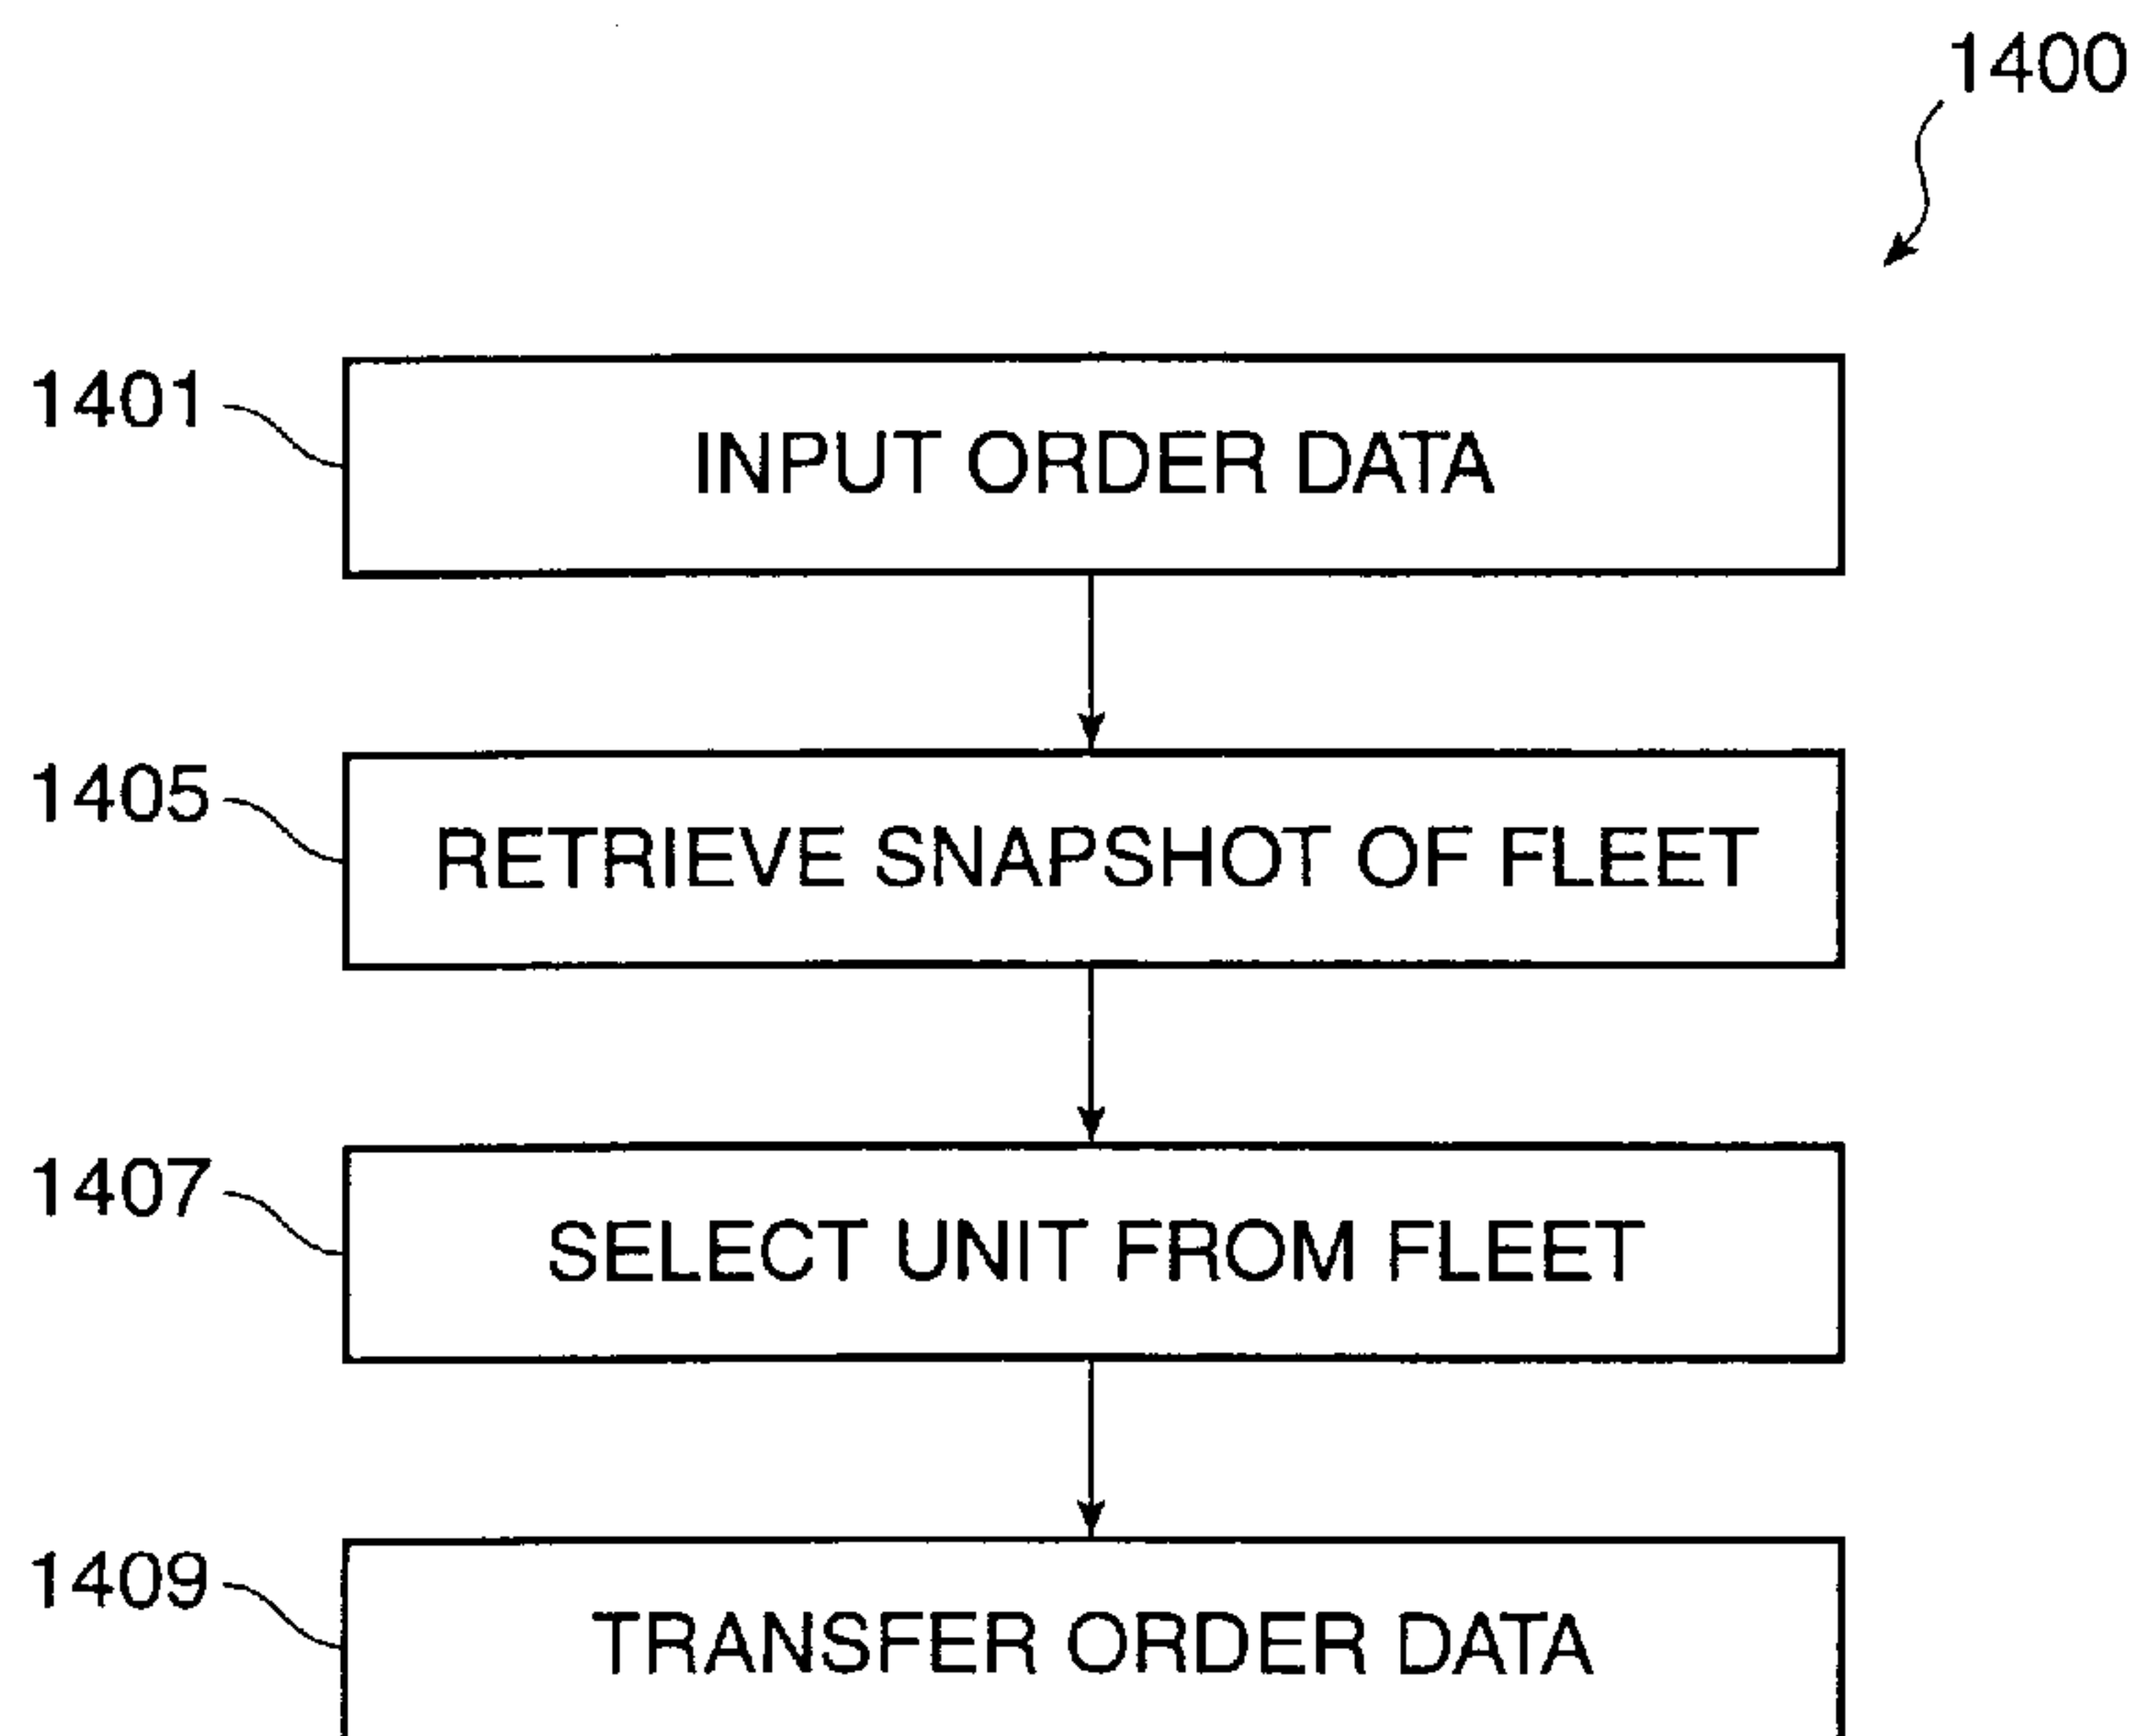 1400
1401
INPUT ORDER DATA
1405
RETRIEVE SNAPSHOT OF FLEET
1407
SELECT UNIT FROM FLEET
1409
TRANSFER ORDER DATA